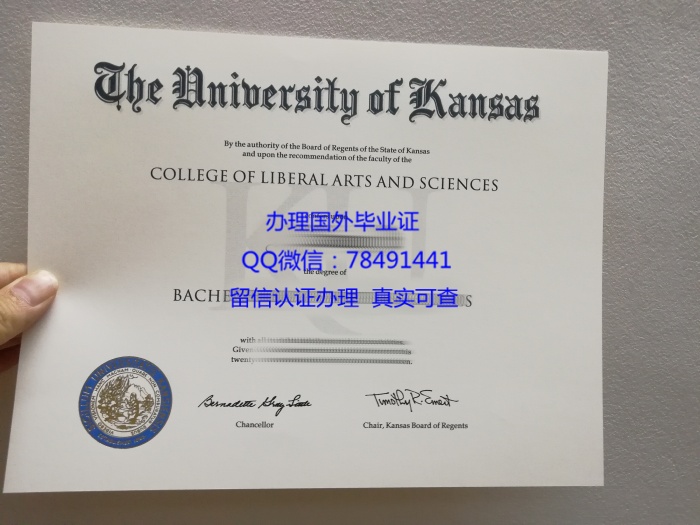 The University of Kansas
By the authority of the Board of Regents of the State of Kansas
and upon the recommendation of the faculty of the
COLLEGE OF LIBERAL ARTS AND SCIENCES
办理国外毕业证
QQ微信：78491441
the degree of
留信认证办理 真实可查
with
Given
twenty
Chancellor
Chair, Kansas Board of Regents